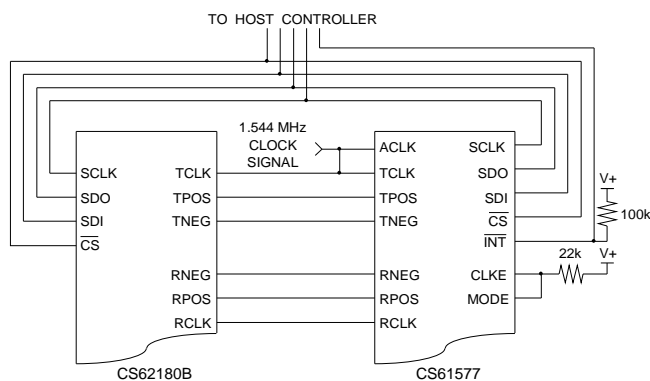 TO HOST CONTROLLER
1.544 MHz
CLOCK
SIGNAL
SCLK
SDO
SDI
CS
TCLK
TPOS
TNEG
RNEG
RPOS
RCLK
CS62180B
ACLK
TCLK
TPOS
TNEG
RNEG
RPOS
RCLK
SCLK
SDO
SDI
CS
INT
CLKE
MODE
CS61577
V+
100k
22k
V+